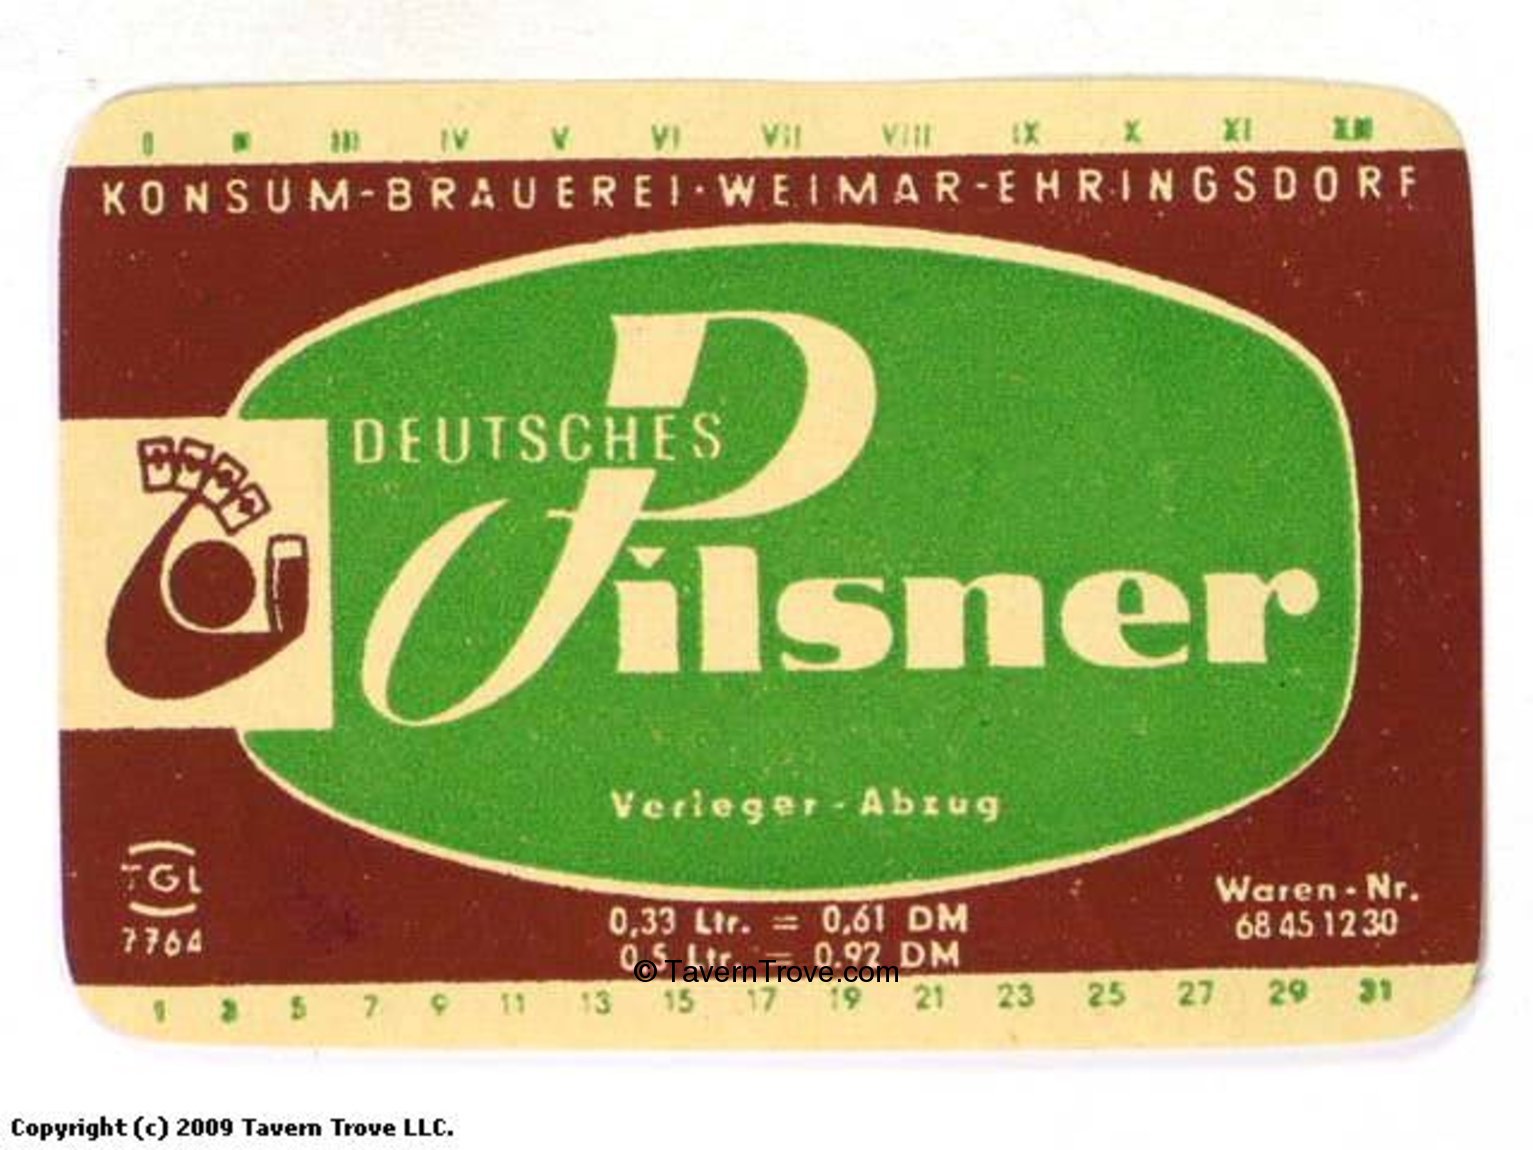 I II III IV V VI VII VIII IX X XI XII
KONSUM-BRAUEREI·WEIMAR-EHRINGSDORF
DEUTSCHES
Pilsner
Verleger-Abzug
TGL
7764
0,33 Ltr. = 0,61 DM
0,5 Ltr. = 0,92 DM
Waren-Nr.
68 45 12 30
© TavernTrove.com
1 3 5 7 9 11 13 15 17 19 21 23 25 27 29 31
Copyright (c) 2009 Tavern Trove LLC.